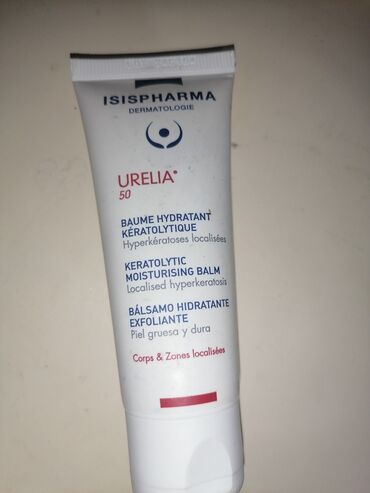 ISISPHARMA
DERMATOLOGIE
URELIA®
50
BAUME HYDRATANT
KÉRATOLYTIQUE
Hyperkératoses localisées
KERATOLYTIC
MOISTURISING BALM
Localised hyperkeratosis
BÁLSAMO HIDRATANTE
EXFOLIANTE
Piel gruesa y dura
Corps & Zones localisées